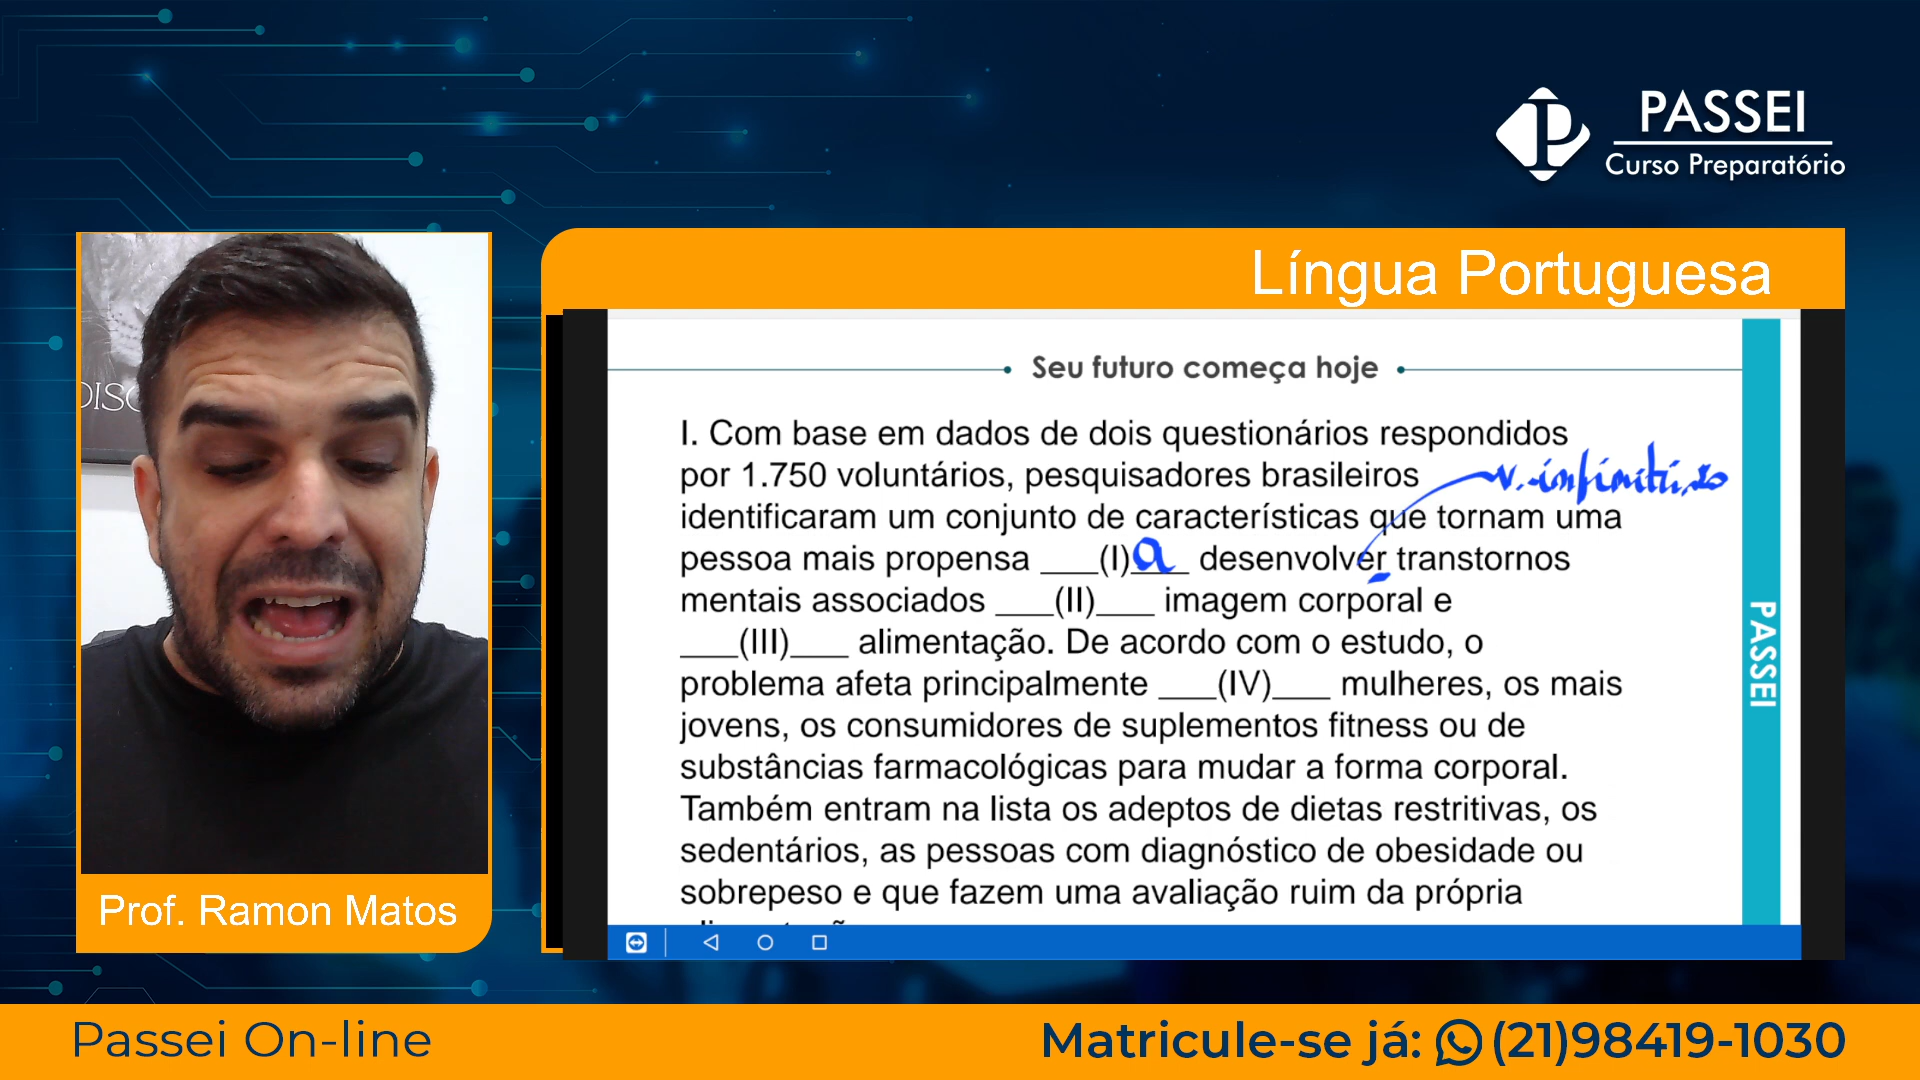 PASSEI
Curso Preparatório
Língua Portuguesa
DISC
Seu futuro começa hoje
I. Com base em dados de dois questionários respondidos
por 1.750 voluntários, pesquisadores brasileiros
v. infinitivo
identificaram um conjunto de características que tornam uma
pessoa mais propensa ___(I)a___ desenvolver transtornos
mentais associados ___(II)___ imagem corporal e
___(III)___ alimentação. De acordo com o estudo, o
problema afeta principalmente ___(IV)___ mulheres, os mais
jovens, os consumidores de suplementos fitness ou de
substâncias farmacológicas para mudar a forma corporal.
Também entram na lista os adeptos de dietas restritivas, os
sedentários, as pessoas com diagnóstico de obesidade ou
sobrepeso e que fazem uma avaliação ruim da própria
PASSEI
Prof. Ramon Matos
Passei On-line
Matricule-se já: (21)98419-1030